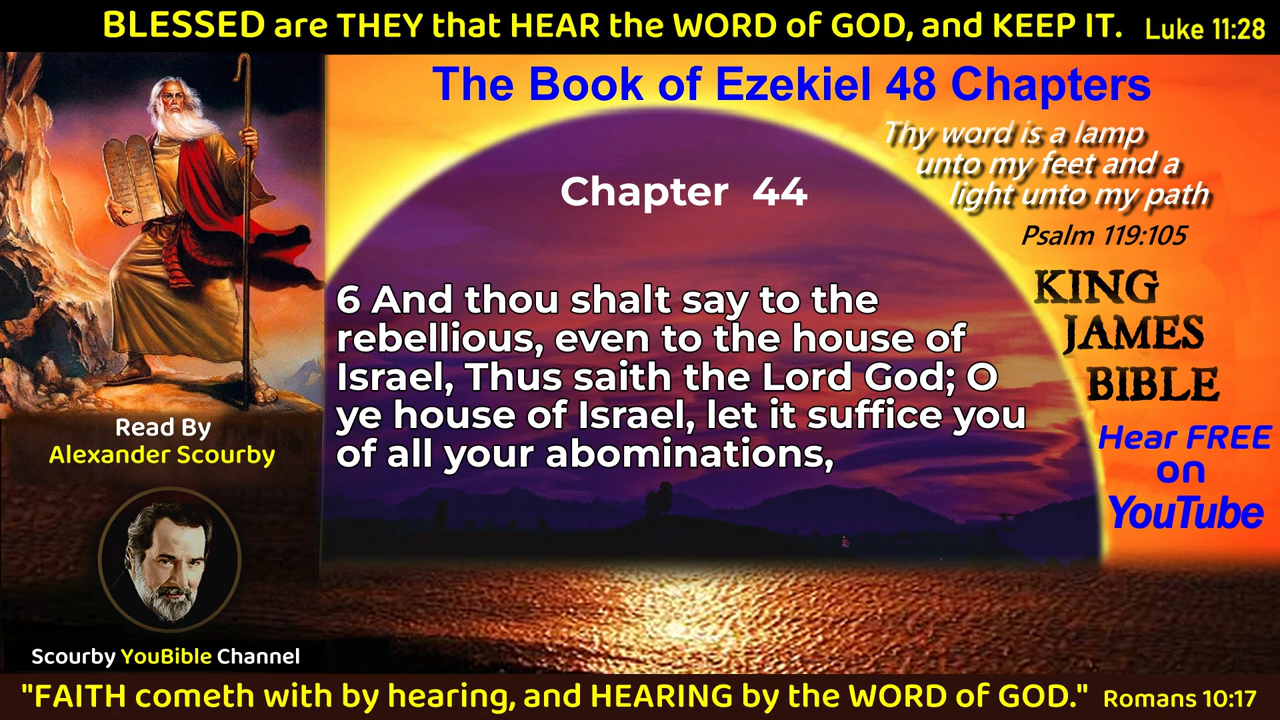 BLESSED are THEY that HEAR the WORD of GOD, and KEEP IT. Luke 11:28
The Book of Ezekiel 48 Chapters
Thy word is a lamp
unto my feet and a
light unto my path
Psalm 119:105
KING
JAMES
BIBLE
Hear FREE
on
YouTube
Chapter 44
6 And thou shalt say to the
rebellious, even to the house of
Israel, Thus saith the Lord God; O
ye house of Israel, let it suffice you
of all your abominations,
Read By
Alexander Scourby
Scourby YouBible Channel
"FAITH cometh with by hearing, and HEARING by the WORD of GOD." Romans 10:17